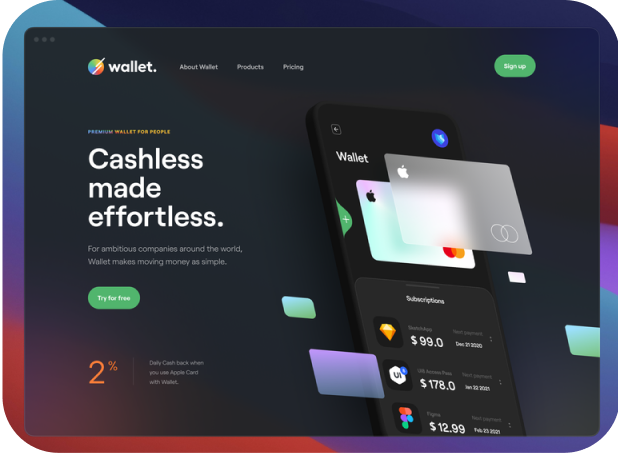 wallet.
About Wallet
Products
Pricing
Sign up
PREMIUM WALLET FOR PEOPLE
Cashless
made
effortless.
For ambitious companies around the world,
Wallet makes moving money as simple.
Try for free
2%
Daily Cash back when
you use Apple Card
with Wallet.
Wallet
Subscriptions
SketchApp
Next payment
$99.0
Dec 21 2020
UI8 Access Pass
Next payment
$178.0
Jan 22 2021
Figma
Next payment
$12.99
Feb 23 2021